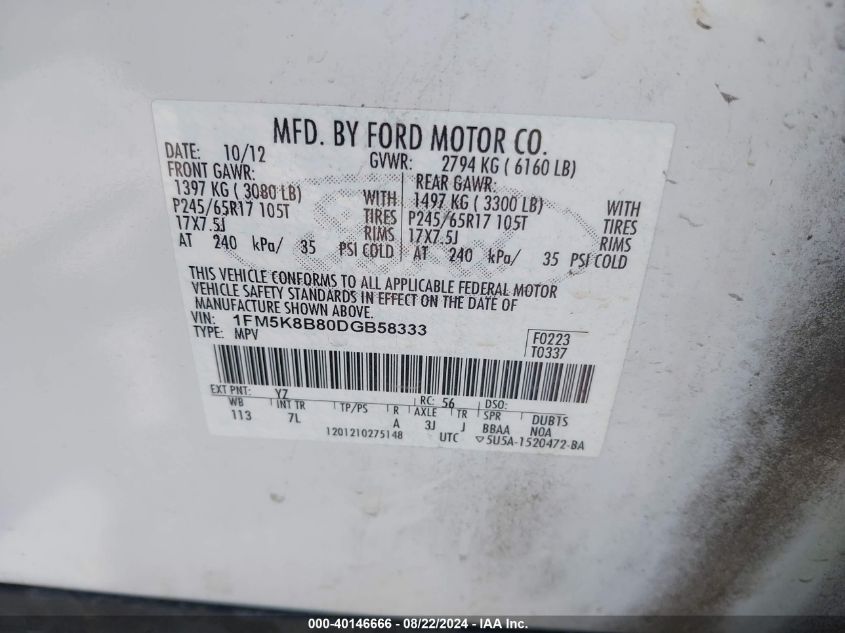 MFD. BY FORD MOTOR CO.
DATE: 10/12 GVWR: 2794 KG ( 6160 LB)
FRONT GAWR: REAR GAWR:
1397 KG ( 3080 LB) WITH 1497 KG ( 3300 LB) WITH
P245/65R17 105T TIRES P245/65R17 105T TIRES
17X7.5J RIMS 17X7.5J RIMS
AT 240 kPa/ 35 PSI COLD AT 240 kPa/ 35 PSI COLD
THIS VEHICLE CONFORMS TO ALL APPLICABLE FEDERAL MOTOR
VEHICLE SAFETY STANDARDS IN EFFECT ON THE DATE OF
MANUFACTURE SHOWN ABOVE.
VIN: 1FM5K8B80DGB58333 F0223
TYPE: MPV T0337
EXT PNT: YZ RC: 56 DSO:
WB INT TR TP/PS R AXLE TR SPR DUBTS
113 7L A 3J J BBAA NOA
1201210275148 UTC ▽5U5A-1520472-BA
000-40146666 - 08/22/2024 - IAA Inc.